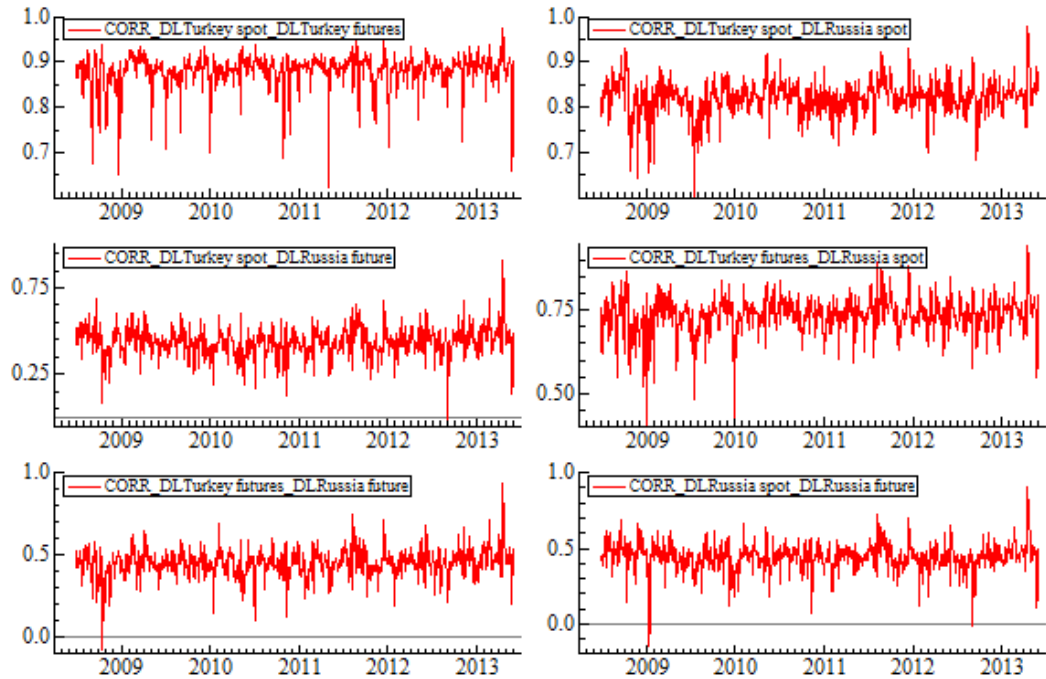 1.0
CORR_DLTurkey spot_DLTurkey futures
0.9
0.8
0.7
2009 2010 2011 2012 2013
1.0
CORR_DLTurkey spot_DLRussia spot
0.9
0.8
0.7
2009 2010 2011 2012 2013
CORR_DLTurkey spot_DLRussia future
0.75
0.25
2009 2010 2011 2012 2013
CORR_DLTurkey futures_DLRussia spot
0.75
0.50
2009 2010 2011 2012 2013
1.0
CORR_DLTurkey futures_DLRussia future
0.5
0.0
2009 2010 2011 2012 2013
1.0
CORR_DLRussia spot_DLRussia future
0.5
0.0
2009 2010 2011 2012 2013